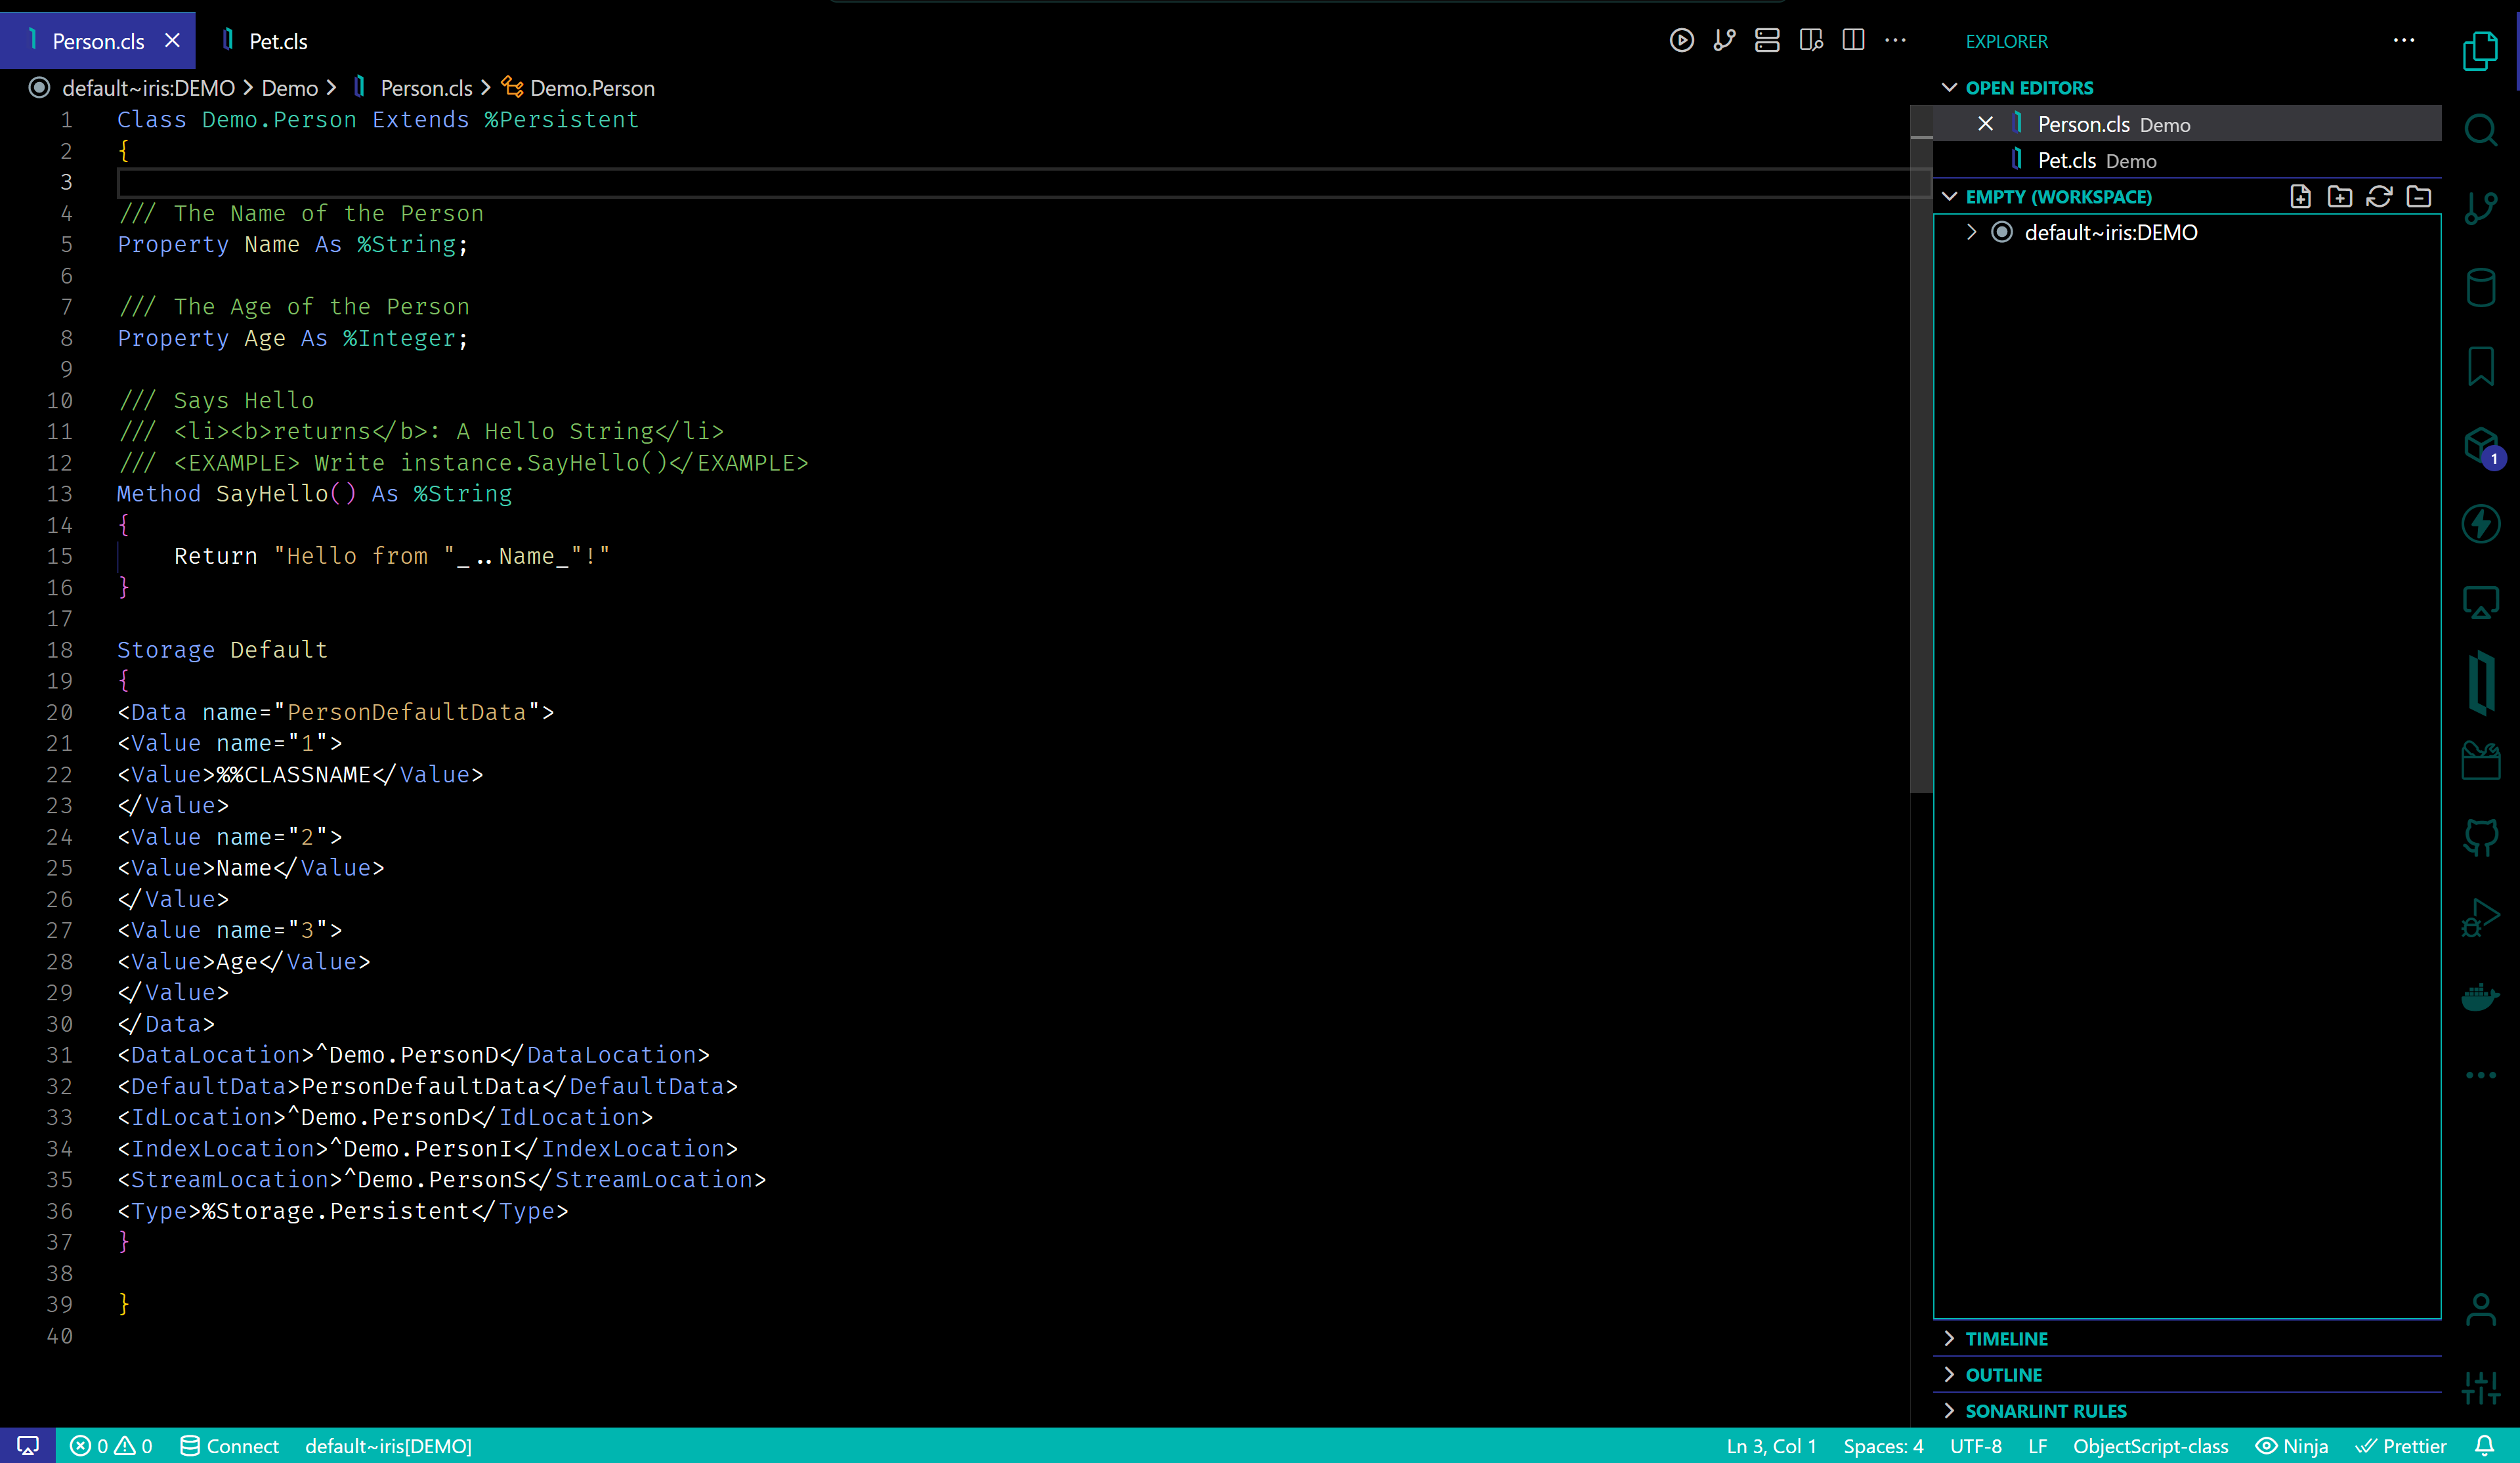 Person.cls
Pet.cls
default~iris:DEMO > Demo > Person.cls > Demo.Person
1 Class Demo.Person Extends %Persistent
2 {
3
4 /// The Name of the Person
5 Property Name As %String;
6
7 /// The Age of the Person
8 Property Age As %Integer;
9
10 /// Says Hello
11 /// <li><b>returns</b>: A Hello String</li>
12 /// <EXAMPLE> Write instance.SayHello()</EXAMPLE>
13 Method SayHello() As %String
14 {
15     Return "Hello from "_..Name_"!"
16 }
17
18 Storage Default
19 {
20 <Data name="PersonDefaultData">
21 <Value name="1">
22 <Value>%%CLASSNAME</Value>
23 </Value>
24 <Value name="2">
25 <Value>Name</Value>
26 </Value>
27 <Value name="3">
28 <Value>Age</Value>
29 </Value>
30 </Data>
31 <DataLocation>^Demo.PersonD</DataLocation>
32 <DefaultData>PersonDefaultData</DefaultData>
33 <IdLocation>^Demo.PersonD</IdLocation>
34 <IndexLocation>^Demo.PersonI</IndexLocation>
35 <StreamLocation>^Demo.PersonS</StreamLocation>
36 <Type>%Storage.Persistent</Type>
37 }
38
39 }
40
EXPLORER
OPEN EDITORS
Person.cls Demo
Pet.cls Demo
EMPTY (WORKSPACE)
default~iris:DEMO
TIMELINE
OUTLINE
SONARLINT RULES
1
0 0 Connect default~iris[DEMO] Ln 3, Col 1 Spaces: 4 UTF-8 LF ObjectScript-class Ninja Prettier